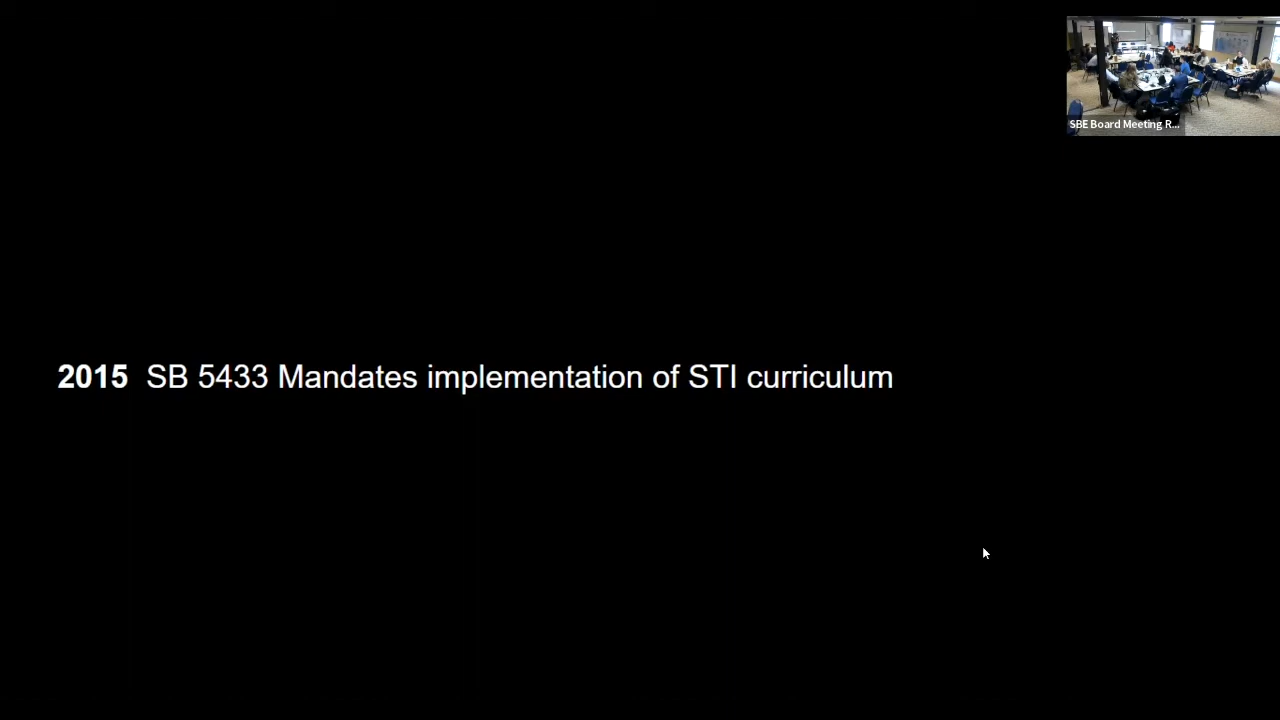 SBE Board Meeting R...
2015 SB 5433 Mandates implementation of STI curriculum